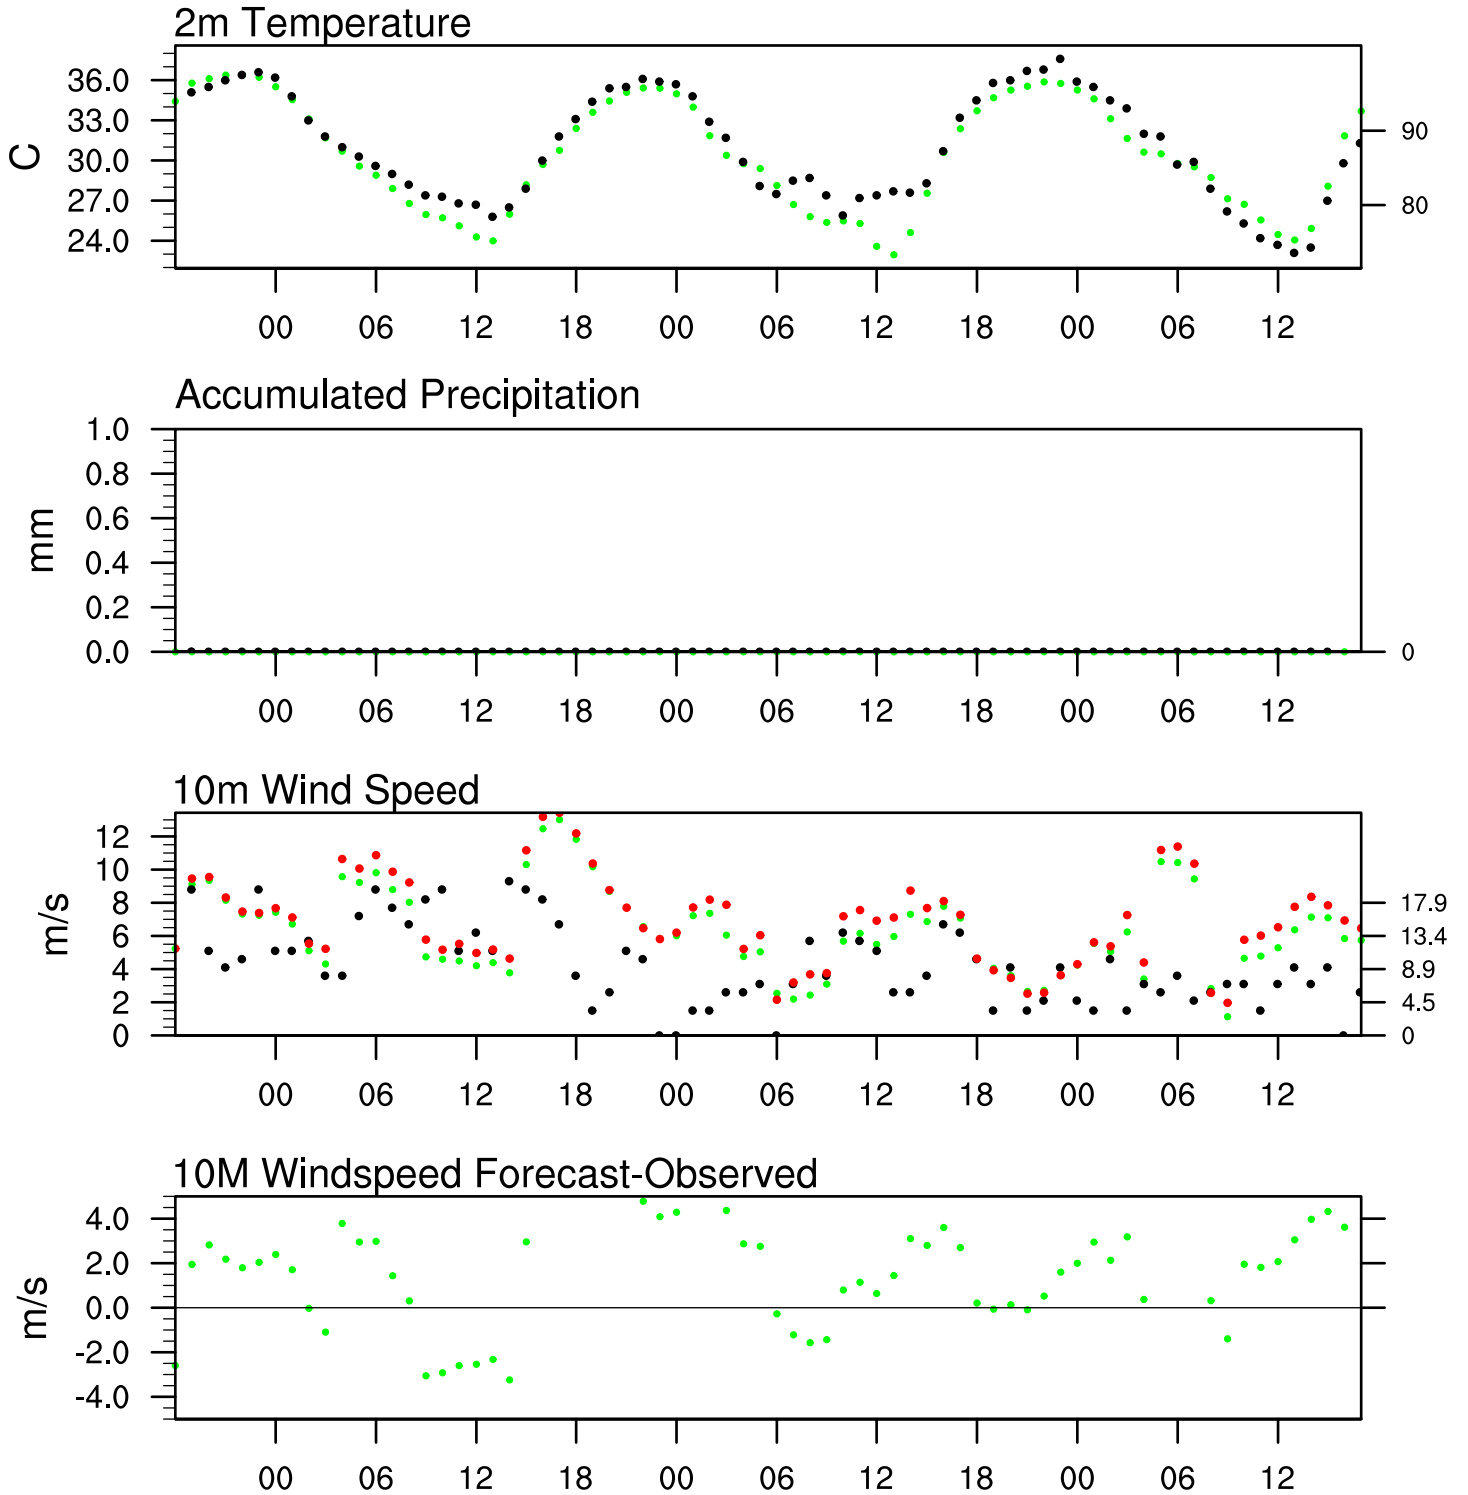 2m Temperature
36.0
33.0
90
C
30.0
27.0
80
24.0
00 06 12 18 00 06 12 18 00 06 12
Accumulated Precipitation
1.0
0.8
0.6
mm
0.4
0.2
0.0 0
00 06 12 18 00 06 12 18 00 06 12
10m Wind Speed
12
10
8 17.9
m/s
6 13.4
4 8.9
2 4.5
0 0
00 06 12 18 00 06 12 18 00 06 12
10M Windspeed Forecast-Observed
4.0
2.0
m/s
0.0
-2.0
-4.0
00 06 12 18 00 06 12 18 00 06 12